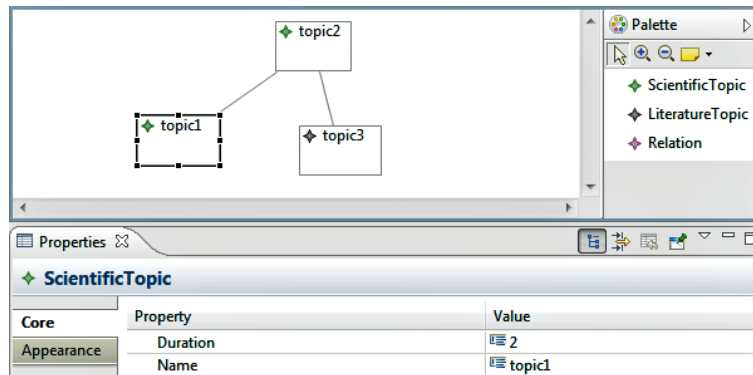 topic2
topic1
topic3
Palette
ScientificTopic
LiteratureTopic
Relation
Properties
ScientificTopic
Core
Appearance
Property Value
Duration 2
Name topic1